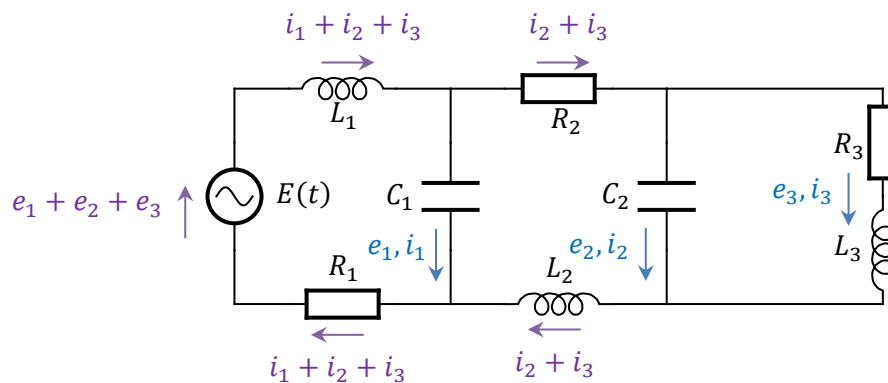 i₁ + i₂ + i₃
i₂ + i₃
L₁
R₂
R₃
e₁ + e₂ + e₃
E(t)
C₁
C₂
e₃, i₃
e₁, i₁
e₂, i₂
L₃
R₁
L₂
i₁ + i₂ + i₃
i₂ + i₃